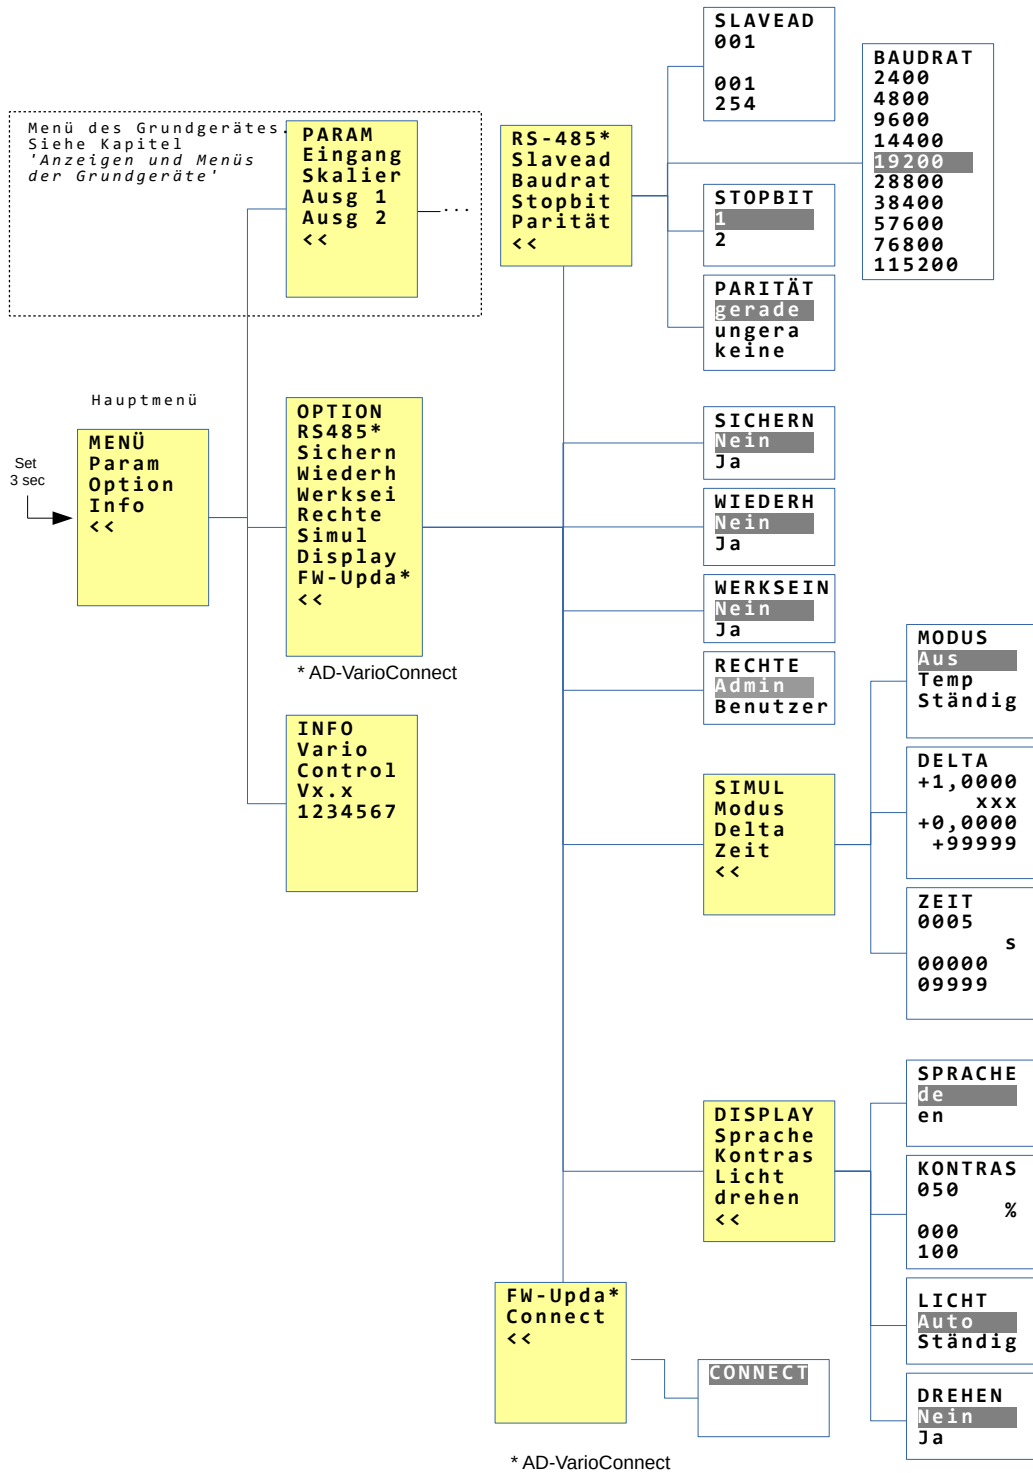 Menü des Grundgerätes.
Siehe Kapitel
'Anzeigen und Menüs
der Grundgeräte'
PARAM
Eingang
Skalier
Ausg 1
Ausg 2
<<
...
RS-485*
Slavead
Baudrat
Stopbit
Parität
<<
SLAVEAD
001
001
254
BAUDRAT
2400
4800
9600
14400
19200
28800
38400
57600
76800
115200
STOPBIT
1
2
PARITÄT
gerade
ungera
keine
Hauptmenü
Set
3 sec
MENÜ
Param
Option
Info
<<
OPTION
RS485*
Sichern
Wiederh
Werksei
Rechte
Simul
Display
FW-Upda*
<<
* AD-VarioConnect
INFO
Vario
Control
Vx.x
1234567
SICHERN
Nein
Ja
WIEDERH
Nein
Ja
WERKSEIN
Nein
Ja
RECHTE
Admin
Benutzer
SIMUL
Modus
Delta
Zeit
<<
MODUS
Aus
Temp
Ständig
DELTA
+1,0000
xxx
+0,0000
+99999
ZEIT
0005
s
00000
09999
DISPLAY
Sprache
Kontras
Licht
drehen
<<
SPRACHE
de
en
KONTRAS
050
%
000
100
LICHT
Auto
Ständig
DREHEN
Nein
Ja
FW-Upda*
Connect
<<
CONNECT
* AD-VarioConnect